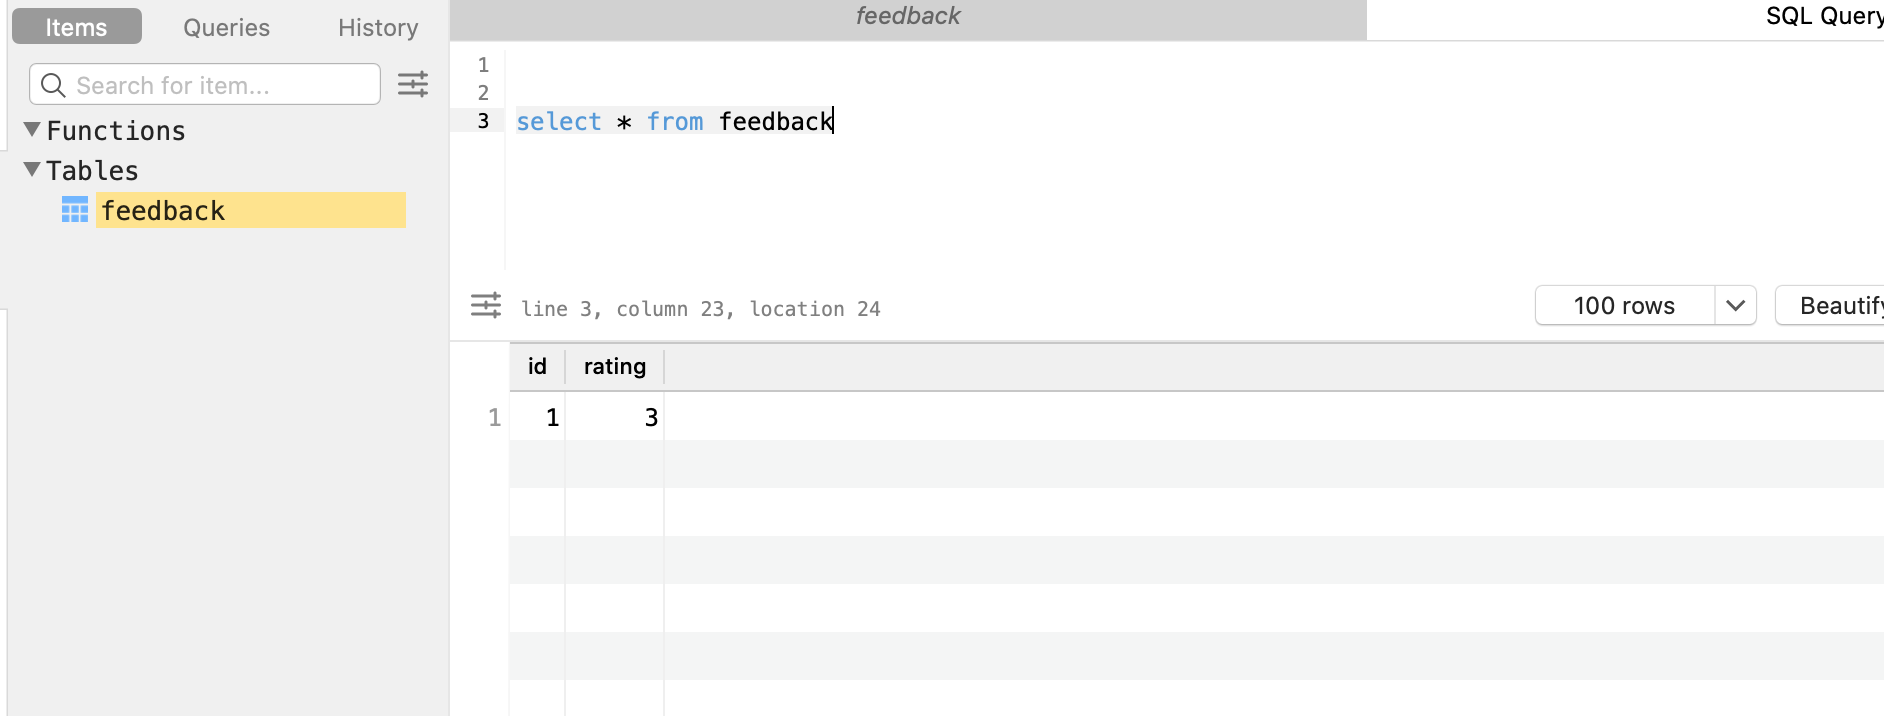 Items Queries History
feedback SQL Query
Search for item...
Functions
Tables
feedback
1
2
3 select * from feedback
line 3, column 23, location 24
100 rows Beautify
id rating
1 1 3